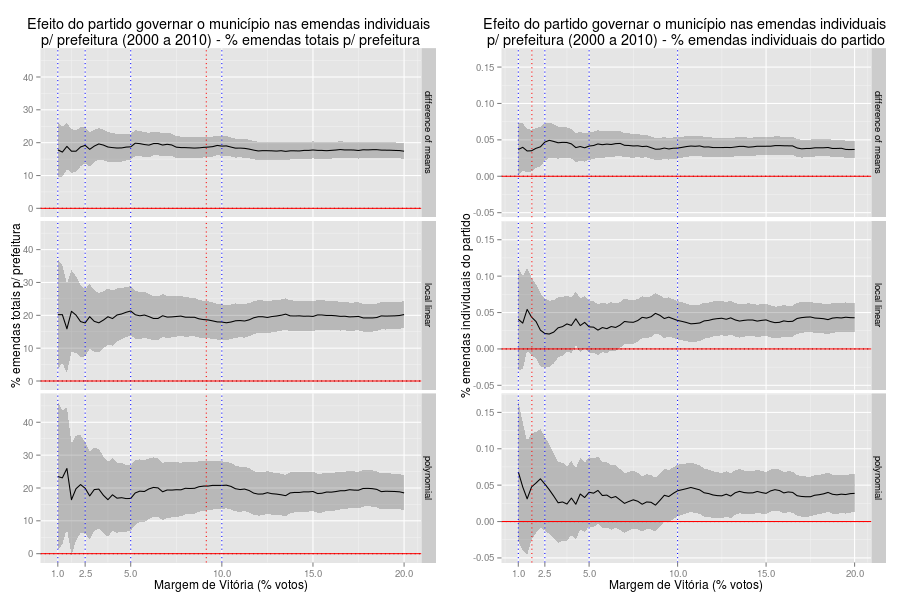 Efeito do partido governar o município nas emendas individuais
p/ prefeitura (2000 a 2010) - % emendas totais p/ prefeitura
% emendas totais p/ prefeitura
40
30
20
10
0
difference of means
40
30
20
10
0
local linear
40
30
20
10
0
polynomial
1.0 2.5 5.0 10.0 15.0 20.0
Margem de Vitória (% votos)
Efeito do partido governar o município nas emendas individuais
p/ prefeitura (2000 a 2010) - % emendas individuais do partido
% emendas individuais do partido
0.15
0.10
0.05
0.00
-0.05
difference of means
0.15
0.10
0.05
0.00
-0.05
local linear
0.15
0.10
0.05
0.00
-0.05
polynomial
1.0 2.5 5.0 10.0 15.0 20.0
Margem de Vitória (% votos)